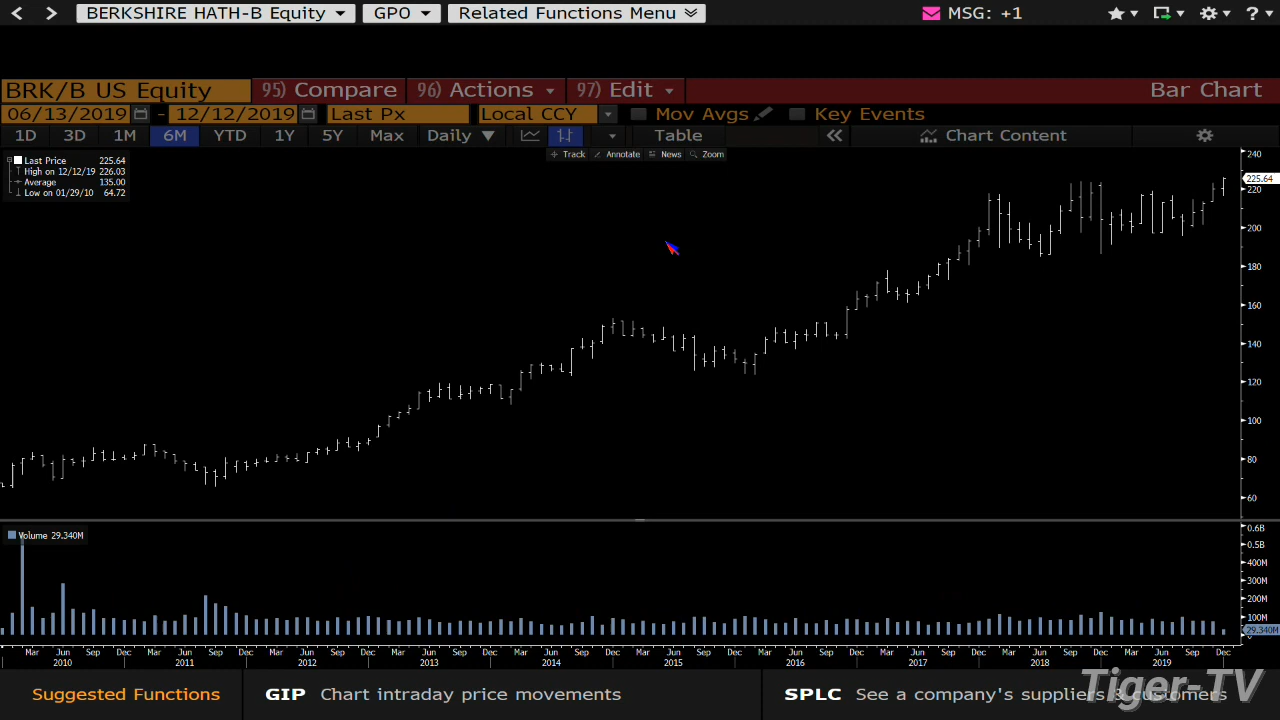 BERKSHIRE HATH-B Equity GPO Related Functions Menu MSG: +1 ?
BRK/B US Equity 95) Compare 96) Actions 97) Edit Bar Chart
06/13/2019 - 12/12/2019 Last Px Local CCY Mov Avgs Key Events
1D 3D 1M 6M YTD 1Y 5Y Max Daily Table Chart Content
Track Annotate News Zoom
Last Price 225.64
High on 12/12/19 226.03
Average 135.00
Low on 01/29/10 64.72
240
225.64
220
200
180
160
140
120
100
80
60
Volume 29.340M
0.6B
0.5B
400M
300M
200M
100M
29.340M
0
Mar Jun Sep Dec Mar Jun Sep Dec Mar Jun Sep Dec Mar Jun Sep Dec Mar Jun Sep Dec Mar Jun Sep Dec Mar Jun Sep Dec Mar Jun Sep Dec Mar Jun Sep Dec Mar Jun Sep Dec
2010 2011 2012 2013 2014 2015 2016 2017 2018 2019
Suggested Functions GIP Chart intraday price movements SPLC See a company's suppliers & customers
Tiger-TV